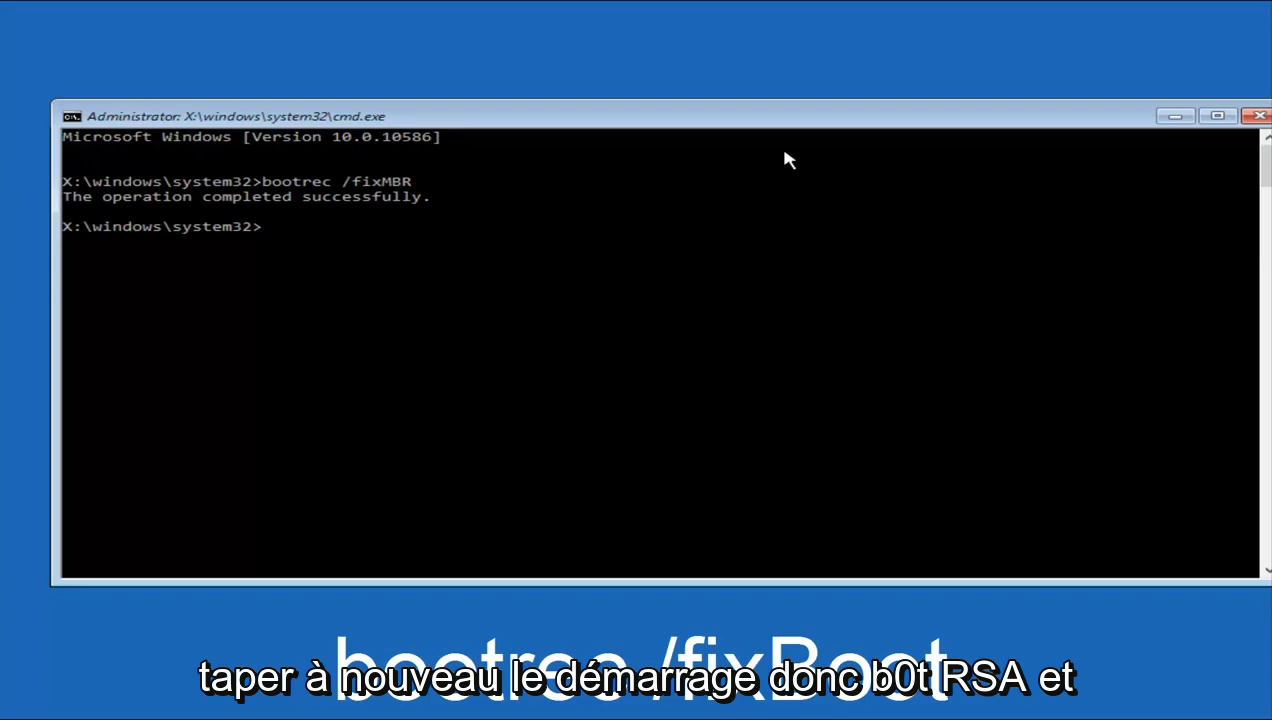 Administrator: X:\windows\system32\cmd.exe
Microsoft Windows [Version 10.0.10586]
X:\windows\system32>bootrec /fixMBR
The operation completed successfully.
X:\windows\system32>
bootrec /fixBoot
taper à nouveau le démarrage donc b0t RSA et